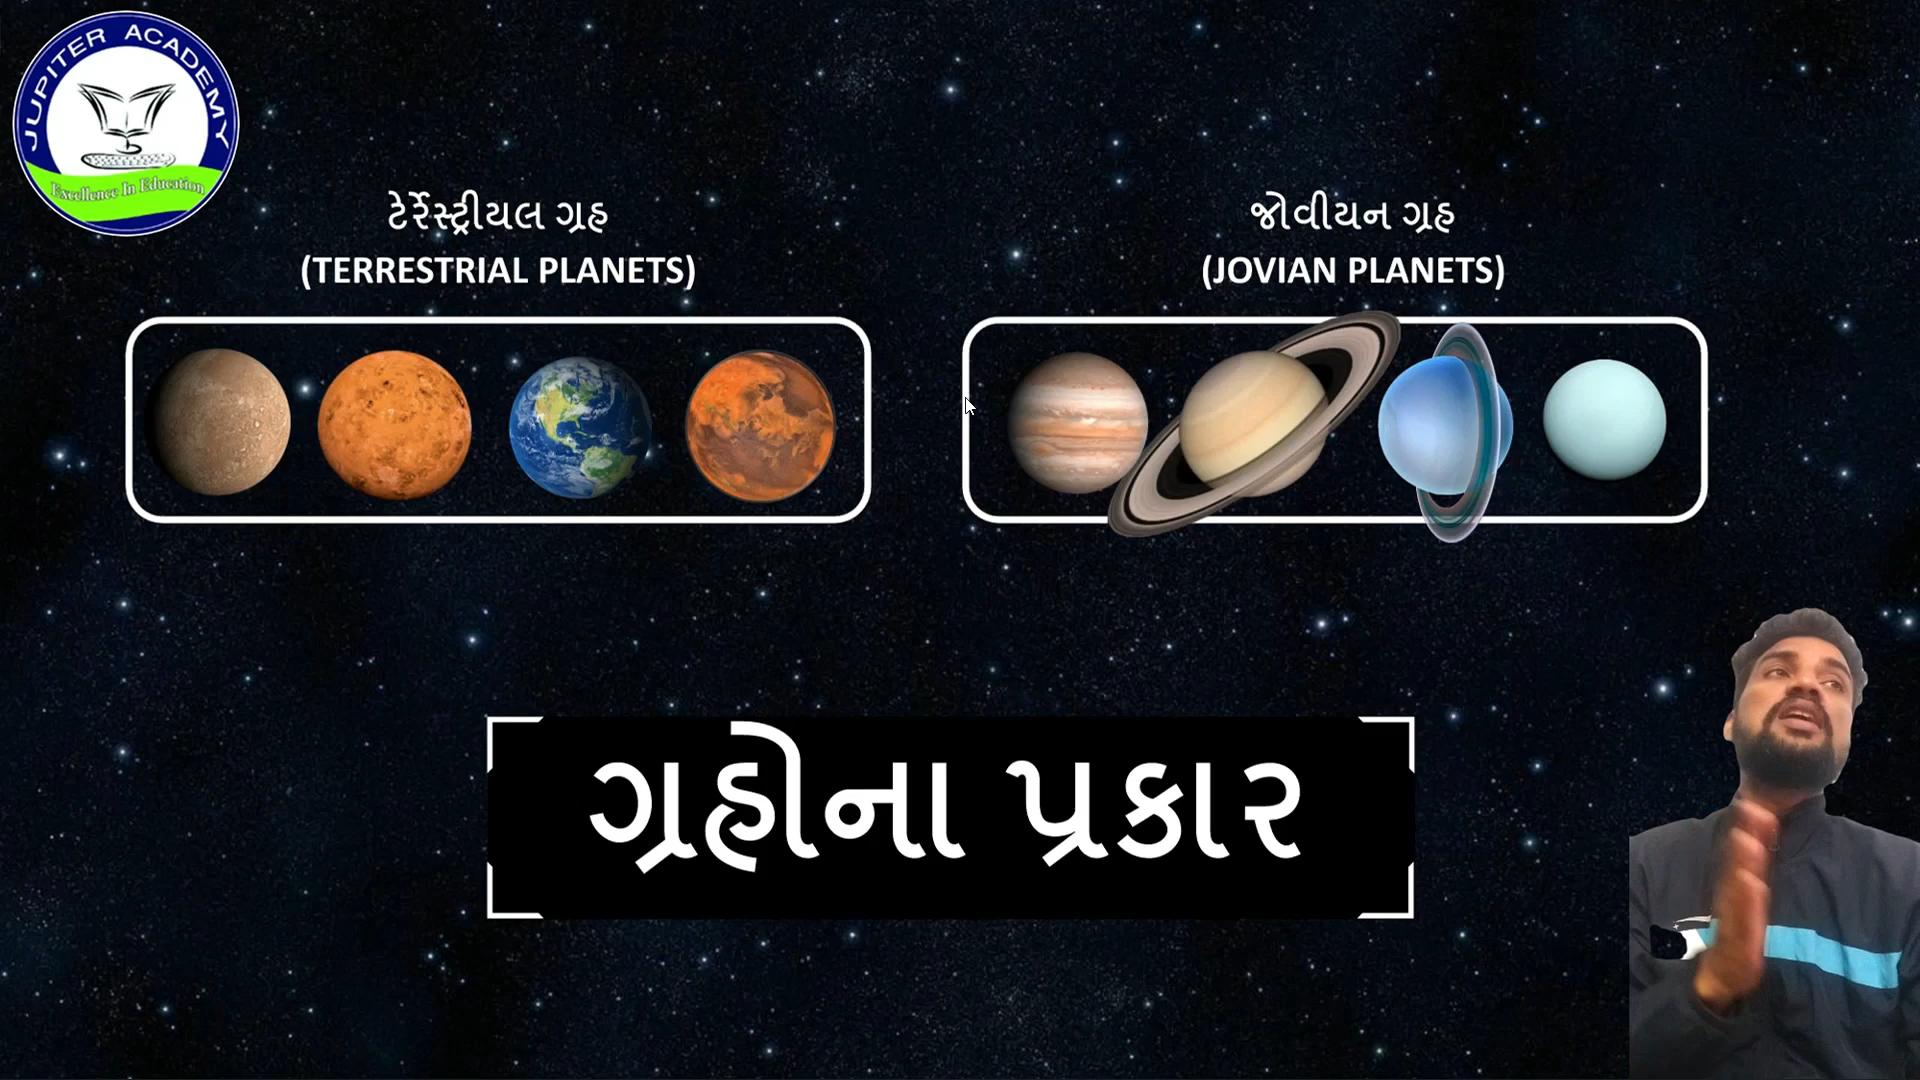 JUPITER ACADEMY
Excellence In Education
ટેર્રેસ્ટ્રીયલ ગ્રહ
(TERRESTRIAL PLANETS)
જોવીયન ગ્રહ
(JOVIAN PLANETS)
ગ્રહોના પ્રકાર